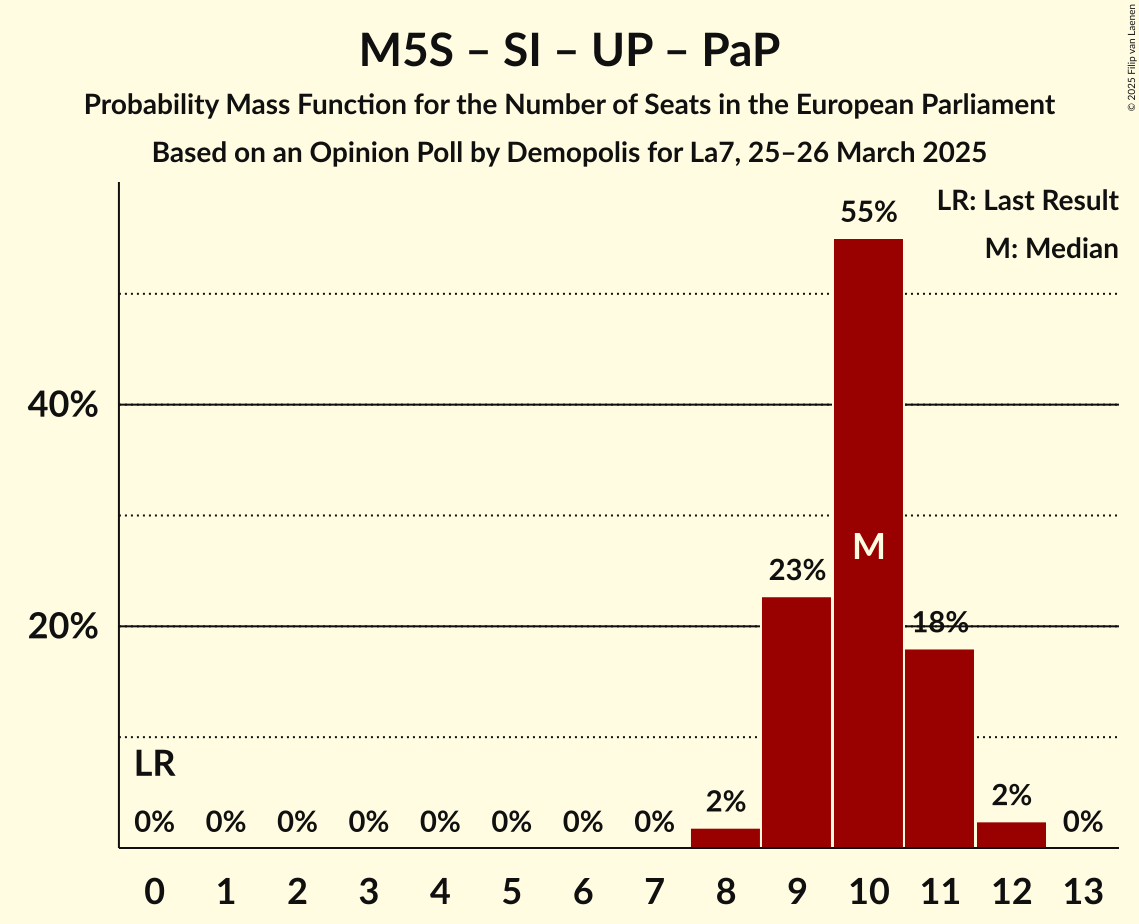 M5S – SI – UP – PaP
Probability Mass Function for the Number of Seats in the European Parliament
Based on an Opinion Poll by Demopolis for La7, 25–26 March 2025
© 2025 Filip van Laenen
LR: Last Result
M: Median
55%
40%
M
23%
20%
18%
LR
2%
2%
0% 0% 0% 0% 0% 0% 0% 0% 0%
0 1 2 3 4 5 6 7 8 9 10 11 12 13